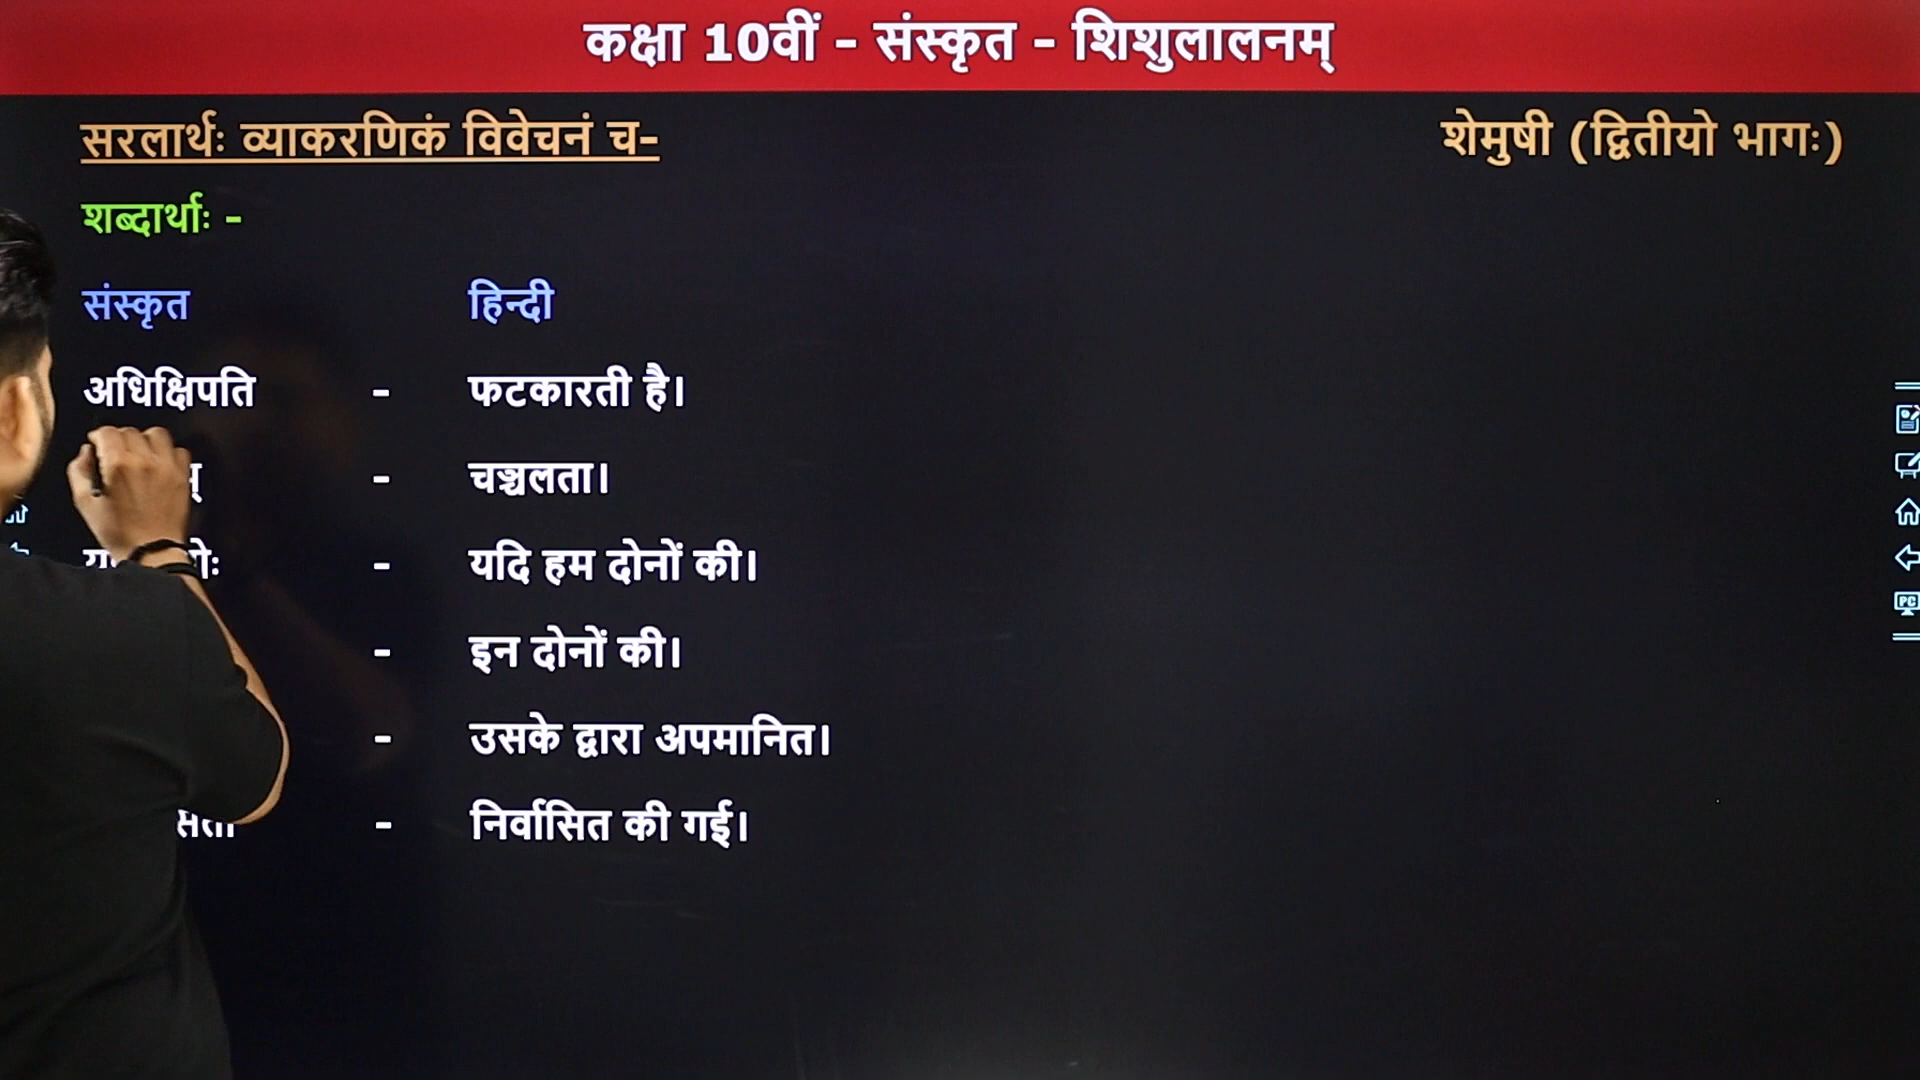 कक्षा 10वीं - संस्कृत - शिशुलालनम्
सरलार्थः व्याकरणिकं विवेचनं च-
शेमुषी (द्वितीयो भागः)
शब्दार्थाः -
संस्कृत हिन्दी
अधिक्षिपति - फटकारती है।
- चञ्चलता।
- यदि हम दोनों की।
- इन दोनों की।
- उसके द्वारा अपमानित।
- निर्वासित की गई।
PC